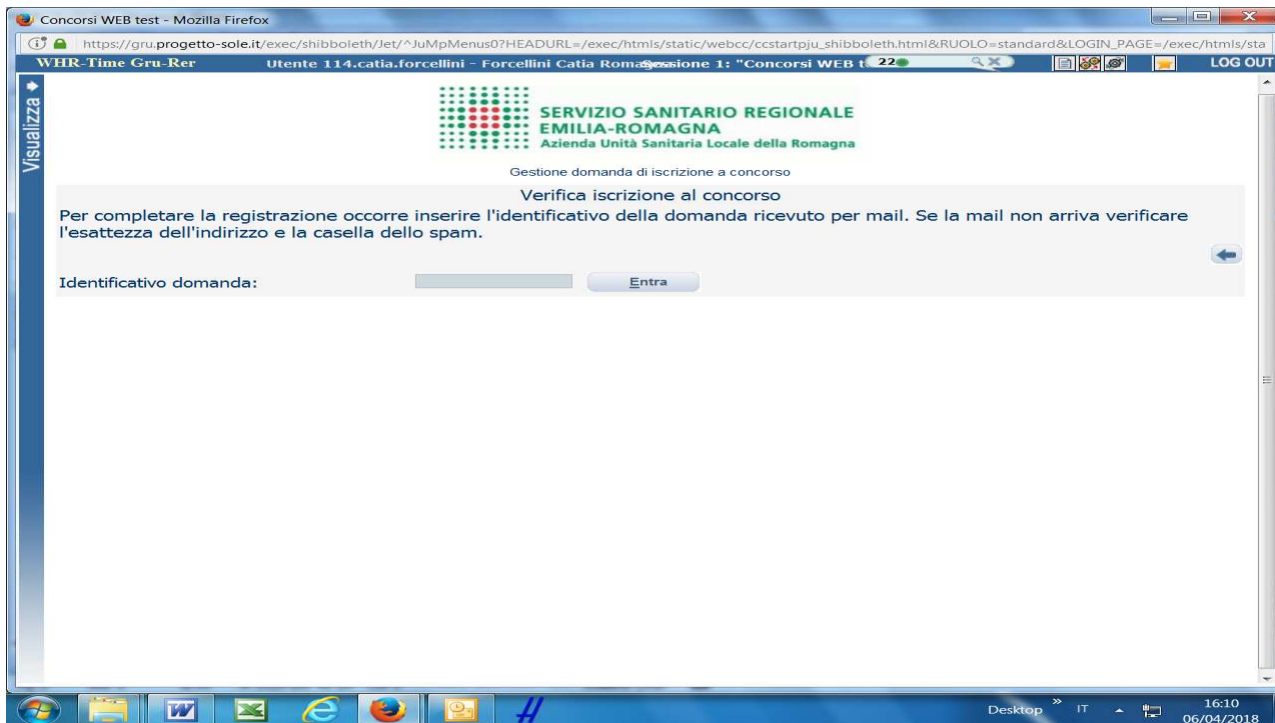 Concorsi WEB test - Mozilla Firefox
https://gru.progetto-sole.it/exec/shibboleth/Jet/^JuMpMenus0?HEADURL=/exec/htmls/static/webcc/ccstartpju_shibboleth.html&RUOLO=standard&LOGIN_PAGE=/exec/htmls/sta
WHR-Time Gru-Rer Utente 114.catia.forcellini - Forcellini Catia Romagna Sessione 1: "Concorsi WEB t 22 LOG OUT
Visualizza
SERVIZIO SANITARIO REGIONALE
EMILIA-ROMAGNA
Azienda Unità Sanitaria Locale della Romagna
Gestione domanda di iscrizione a concorso
Verifica iscrizione al concorso
Per completare la registrazione occorre inserire l'identificativo della domanda ricevuto per mail. Se la mail non arriva verificare
l'esattezza dell'indirizzo e la casella dello spam.
Identificativo domanda: Entra
Desktop » IT 16:10
06/04/2018